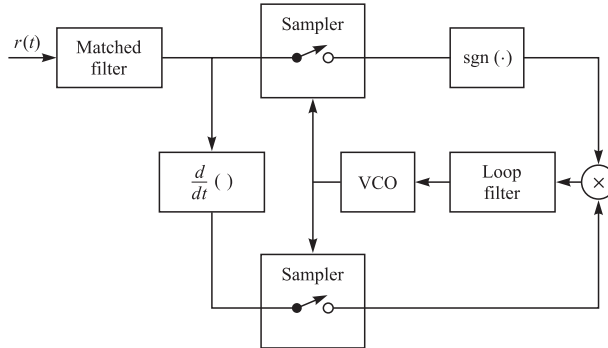 Sampler
r(t)
Matched
filter
sgn (·)
d/dt ( )
VCO
Loop
filter
×
Sampler